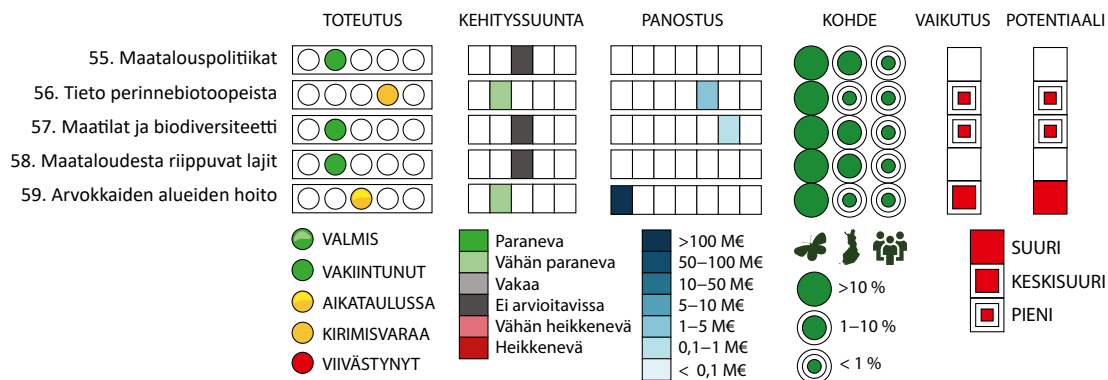 TOTEUTUS KEHITYSSUUNTA PANOSTUS KOHDE VAIKUTUS POTENTIAALI
55. Maatalouspolitiikat
56. Tieto perinnebiotoopeista
57. Maatilat ja biodiversiteetti
58. Maataloudesta riippuvat lajit
59. Arvokkaiden alueiden hoito
VALMIS
VAKIINTUNUT
AIKATAULUSSA
KIRIMISVARAA
VIIVÄSTYNYT
Paraneva
Vähän paraneva
Vakaa
Ei arvioitavissa
Vähän heikkenevä
Heikkenevä
>100 M€
50–100 M€
10–50 M€
5–10 M€
1–5 M€
0,1–1 M€
< 0,1 M€
>10 %
1–10 %
< 1 %
SUURI
KESKISUURI
PIENI